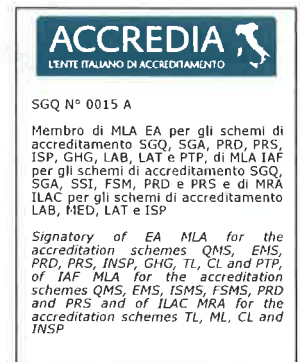 ACCREDIA
L'ENTE ITALIANO DI ACCREDITAMENTO
SGQ N° 0015 A
Membro di MLA EA per gli schemi di
accreditamento SGQ, SGA, PRD, PRS,
ISP, GHG, LAB, LAT e PTP, di MLA IAF
per gli schemi di accreditamento SGQ,
SGA, SSI, FSM, PRD e PRS e di MRA
ILAC per gli schemi di accreditamento
LAB, MED, LAT e ISP
Signatory of EA MLA for the
accreditation schemes QMS, EMS,
PRD, PRS, INSP, GHG, TL, CL and PTP,
of IAF MLA for the accreditation
schemes QMS, EMS, ISMS, FSMS, PRD
and PRS and of ILAC MRA for the
accreditation schemes TL, ML, CL and
INSP